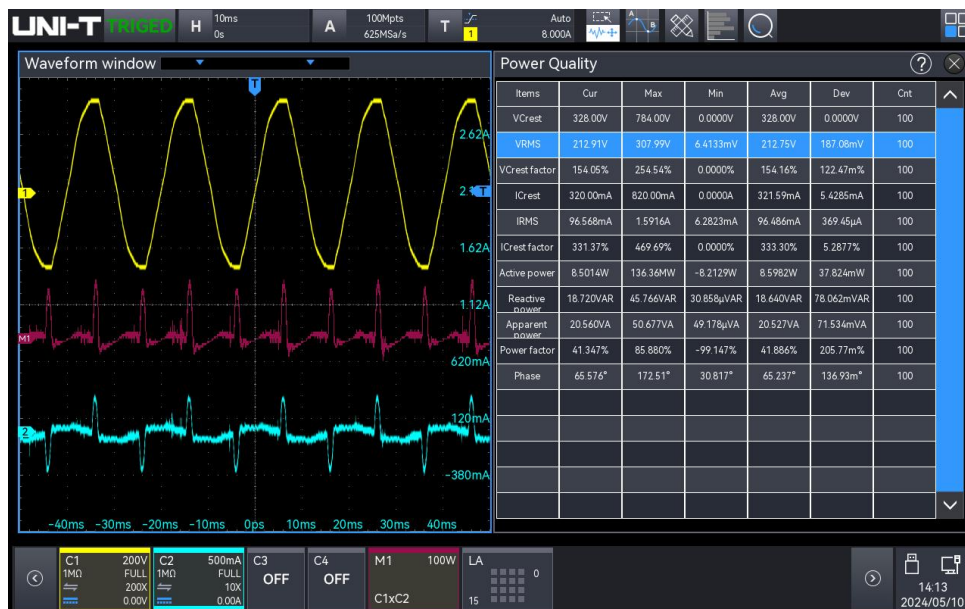 UNI-T TRIGED H 10ms 0s A 100Mpts 625MSa/s T 1 Auto 8.000A
Waveform window
Power Quality ?
Items Cur Max Min Avg Dev Cnt
VCrest 328.00V 784.00V 0.0000V 328.00V 0.0000V 100
VRMS 212.91V 307.99V 6.4133mV 212.75V 187.08mV 100
VCrest factor 154.05% 254.54% 0.0000% 154.16% 122.47m% 100
ICrest 320.00mA 820.00mA 0.0000A 321.59mA 5.4285mA 100
IRMS 96.568mA 1.5916A 6.2823mA 96.486mA 369.45µA 100
ICrest factor 331.37% 469.69% 0.0000% 333.30% 5.2877% 100
Active power 8.5014W 136.36MW -8.2129W 8.5982W 37.824mW 100
Reactive power 18.720VAR 45.766VAR 30.858µVAR 18.640VAR 78.062mVAR 100
Apparent power 20.560VA 50.677VA 49.178µVA 20.527VA 71.534mVA 100
Power factor 41.347% 85.880% -99.147% 41.886% 205.77m% 100
Phase 65.576° 172.51° 30.817° 65.237° 136.93m° 100
T
2.62A
1
T
1.62A
1.12A
M1
620mA
120mA
2
-380mA
-40ms -30ms -20ms -10ms 0ps 10ms 20ms 30ms 40ms
C1 200V
1MΩ FULL
200X
0.00V
C2 500mA
1MΩ FULL
10X
0.00A
C3
OFF
C4
OFF
M1 100W
C1xC2
LA
0
15
14:13
2024/05/10